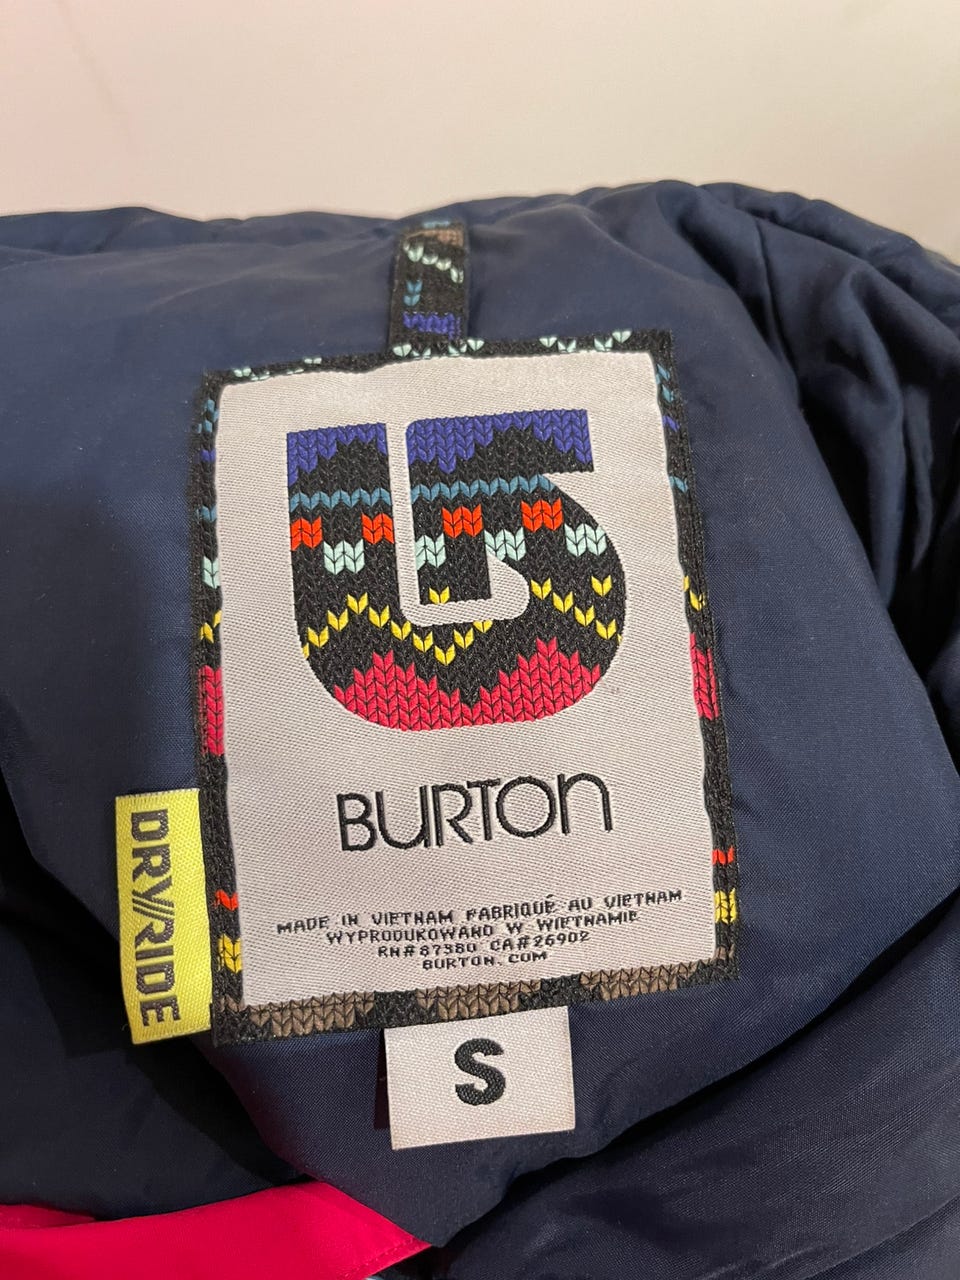 BURTON
MADE IN VIETNAM FABRIQUÉ AU VIETNAM
WYPRODUKOWANO W WIETNAMIE
RN# 87380 CA#26902
BURTON.COM
DRY//RIDE
S